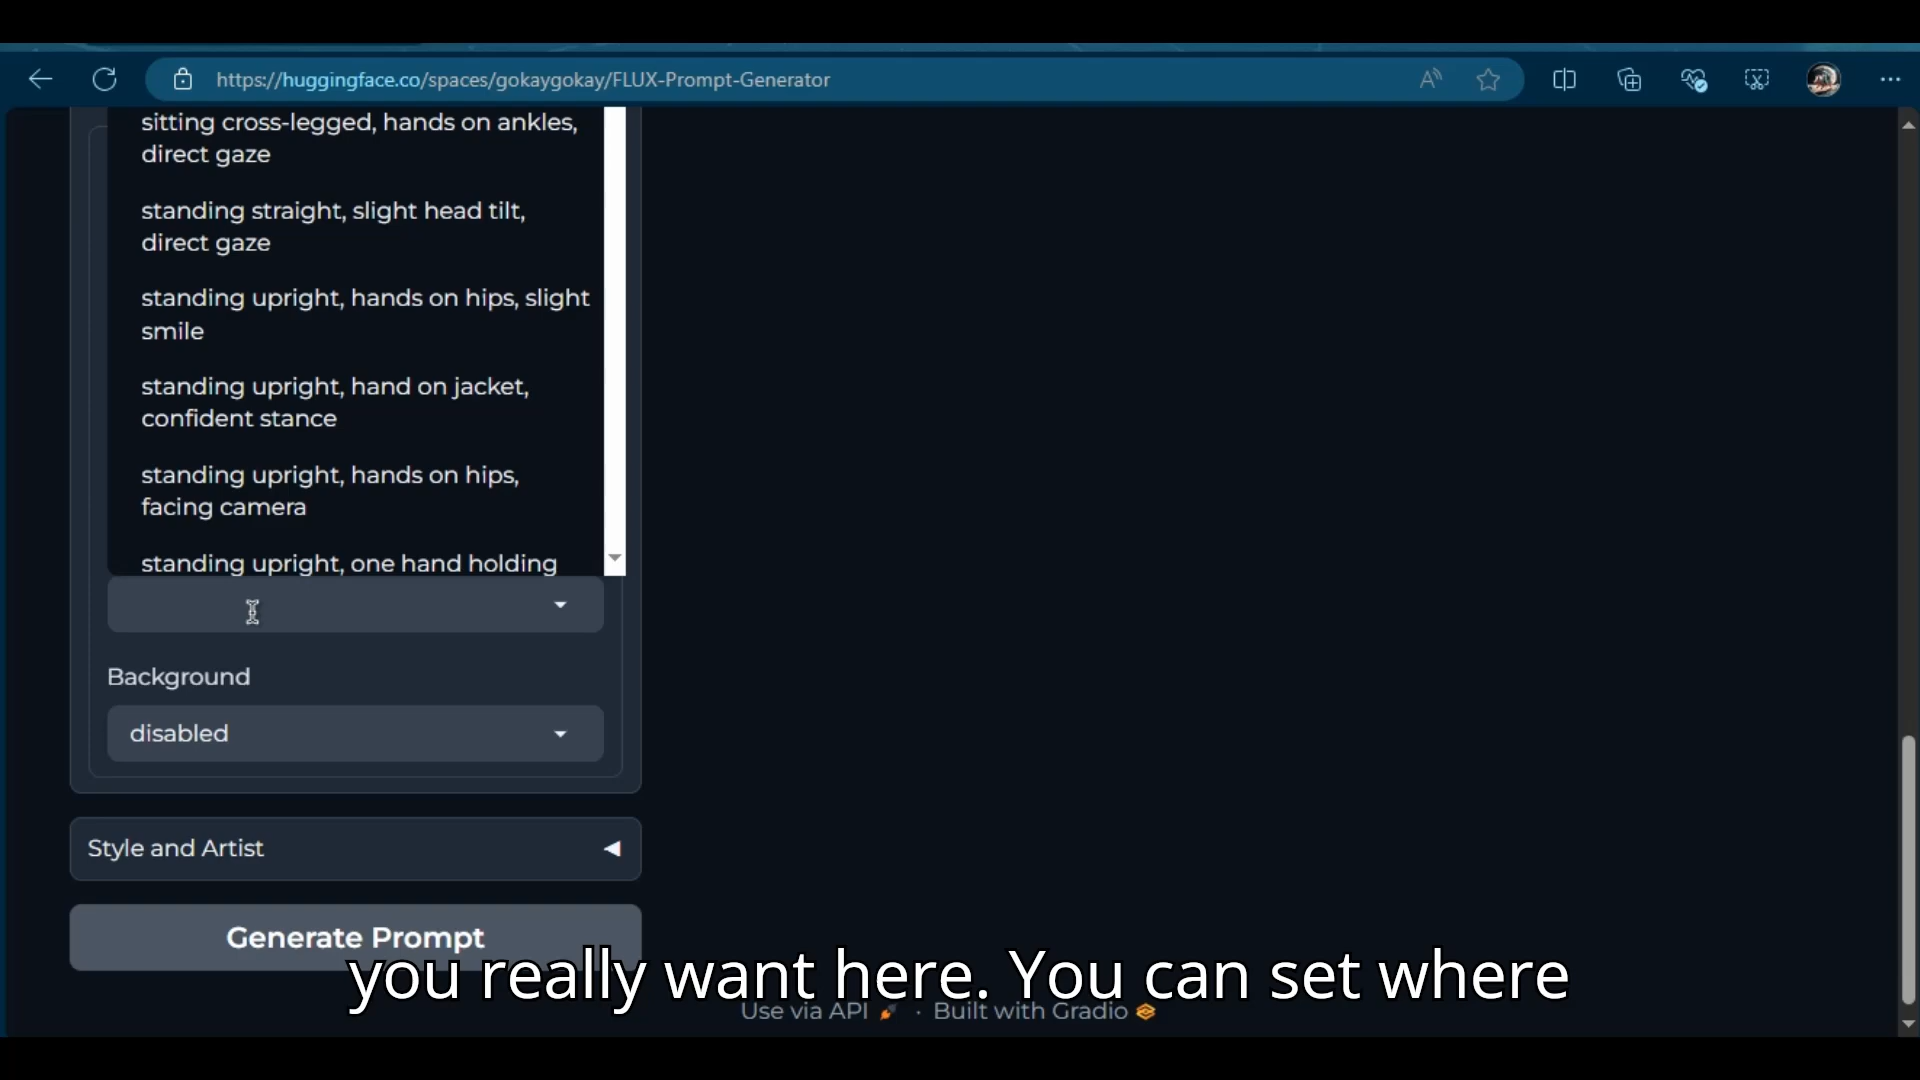 https://huggingface.co/spaces/gokaygokay/FLUX-Prompt-Generator
sitting cross-legged, hands on ankles,
direct gaze
standing straight, slight head tilt,
direct gaze
standing upright, hands on hips, slight
smile
standing upright, hand on jacket,
confident stance
standing upright, hands on hips,
facing camera
standing upright, one hand holding
Background
disabled
Style and Artist
Generate Prompt
you really want here. You can set where
Use via API · Built with Gradio